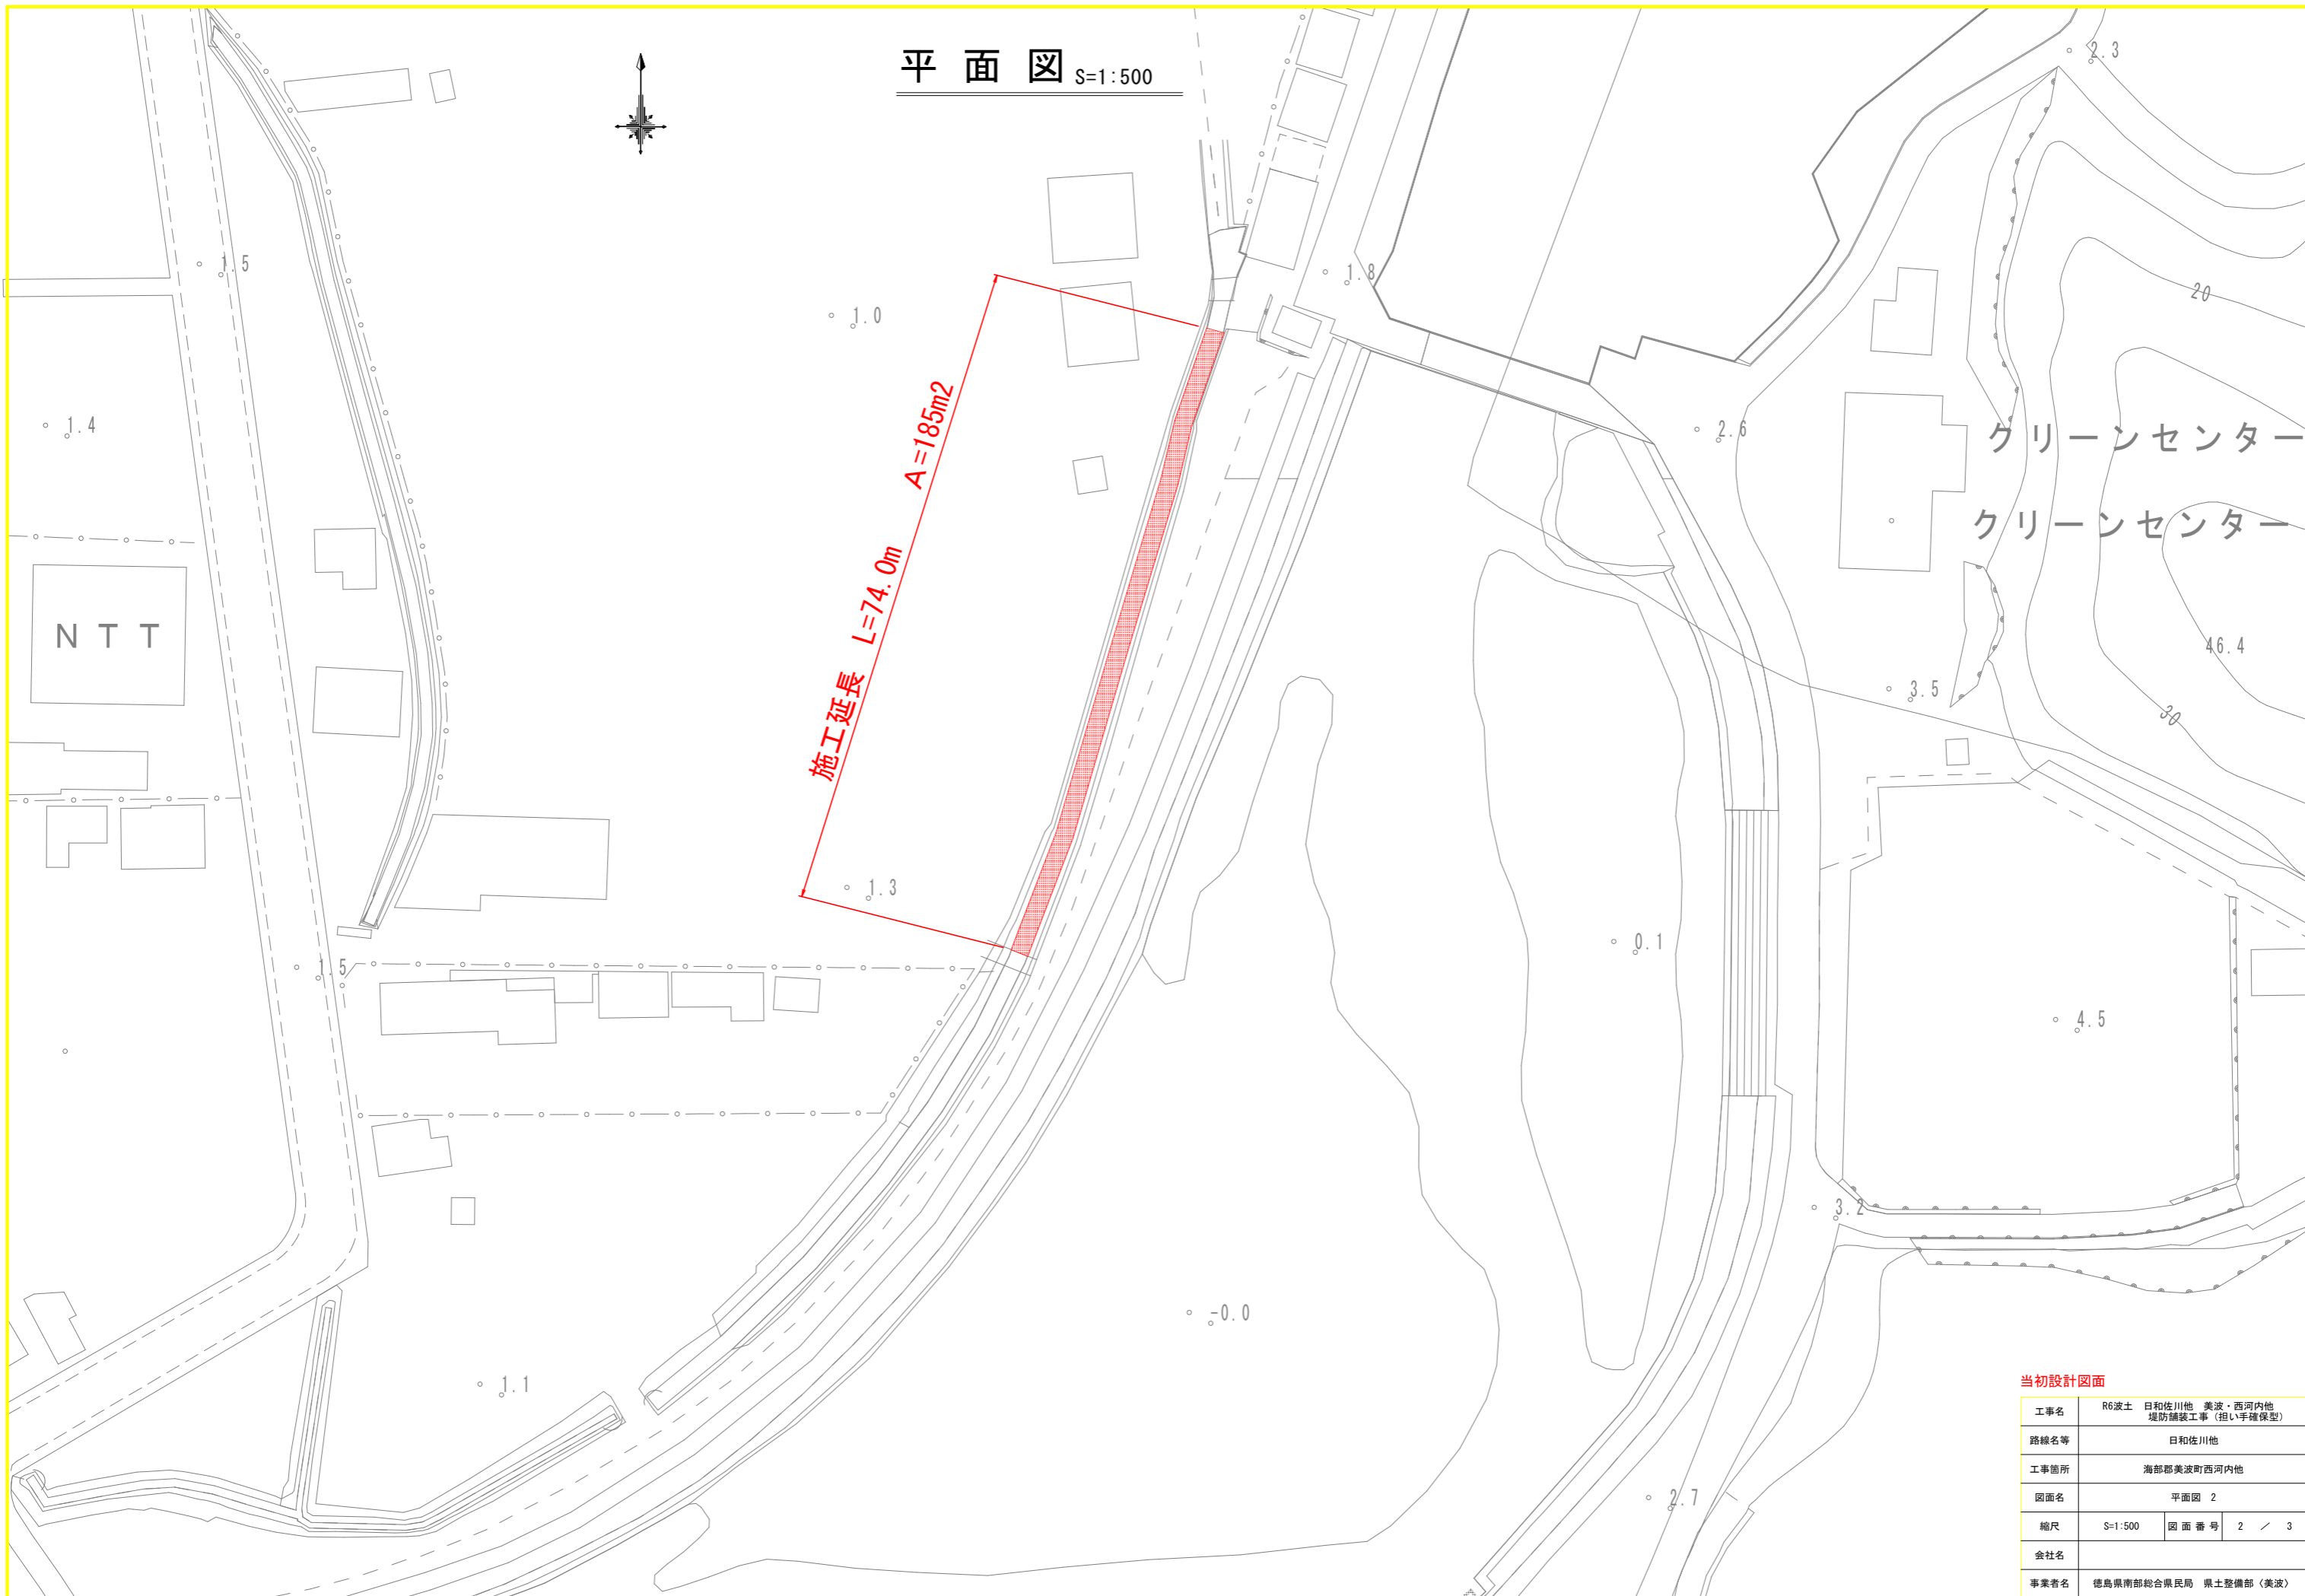 平面図 S=1:500
2.3
1.5
1.8
1.0
20
A=185m2
1.4
2.6
クリーンセンター
クリーンセンター
施工延長 L=74.0m
NTT
46.4
3.5
30
1.3
0.1
1.5
4.5
3.2
-0.0
1.1
2.7
当初設計図面
工事名 R6波土 日和佐川他 美波・西河内他
堤防舗装工事(担い手確保型)
路線名等 日和佐川他
工事箇所 海部郡美波町西河内他
図面名 平面図 2
縮尺 S=1:500 図面番号 2 / 3
会社名
事業者名 徳島県南部総合県民局 県土整備部〈美波〉